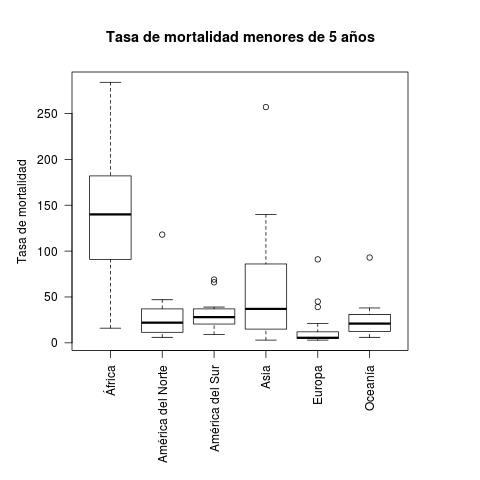 Tasa de mortalidad menores de 5 años
Tasa de mortalidad
250
200
150
100
50
0
África
América del Norte
América del Sur
Asia
Europa
Oceanía